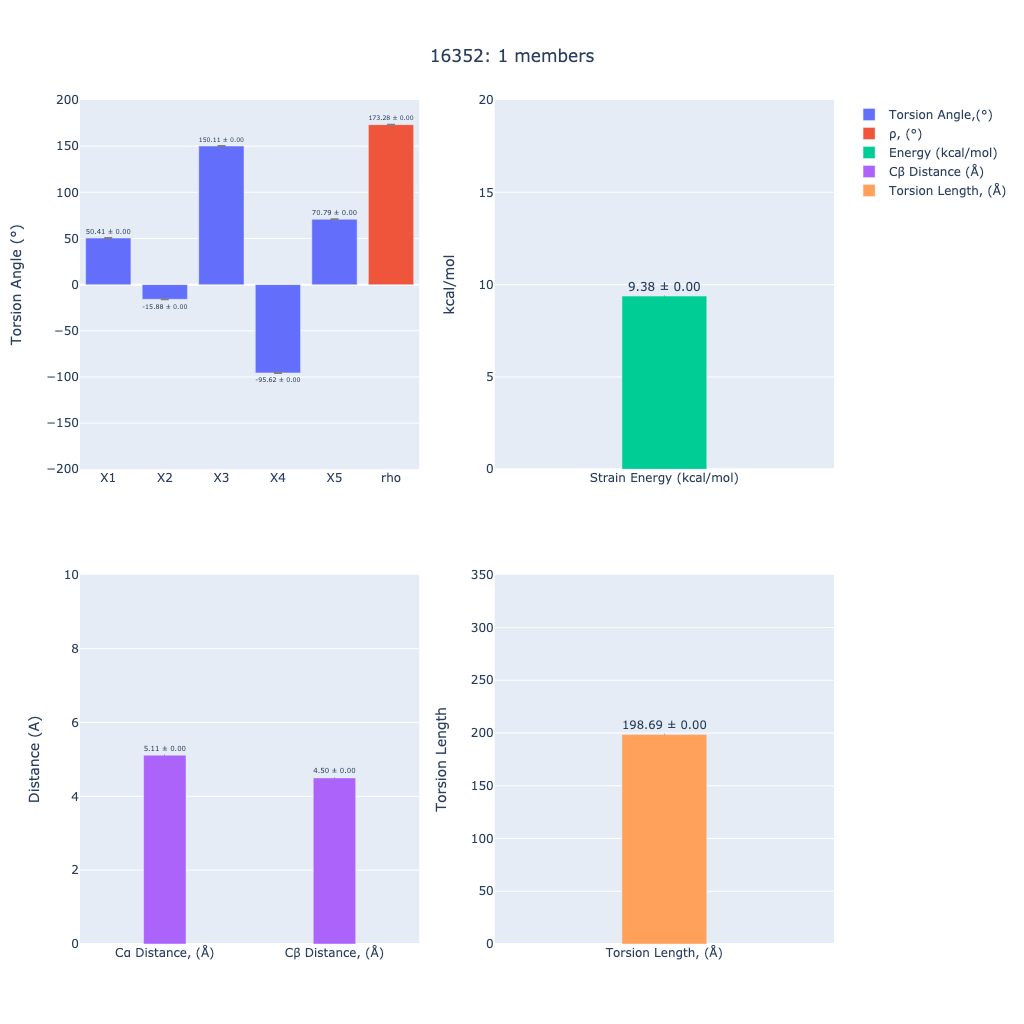 16352: 1 members
Torsion Angle (°)
200
150
100
50
0
−50
−100
−150
−200
50.41 ± 0.00
-15.88 ± 0.00
150.11 ± 0.00
-95.62 ± 0.00
70.79 ± 0.00
173.28 ± 0.00
X1 X2 X3 X4 X5 rho
kcal/mol
20
15
10
5
0
9.38 ± 0.00
Strain Energy (kcal/mol)
Torsion Angle,(°)
ρ, (°)
Energy (kcal/mol)
Cβ Distance (Å)
Torsion Length, (Å)
Distance (A)
10
8
6
4
2
0
5.11 ± 0.00
4.50 ± 0.00
Cα Distance, (Å) Cβ Distance, (Å)
Torsion Length
350
300
250
200
150
100
50
0
198.69 ± 0.00
Torsion Length, (Å)